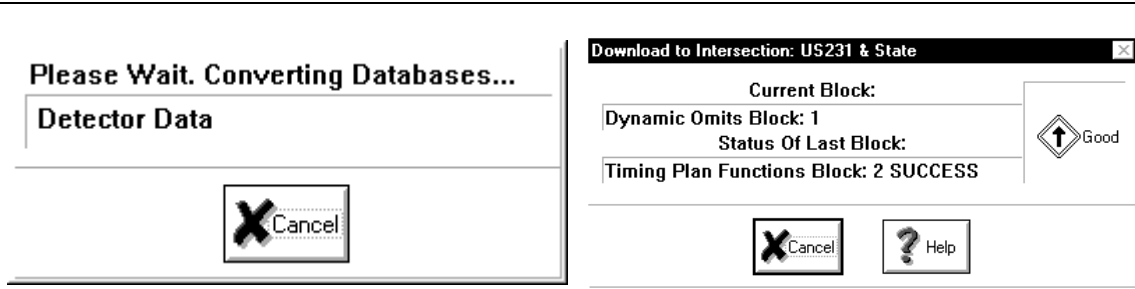 Please Wait. Converting Databases...
Detector Data
Cancel
Download to Intersection: US231 & State
Current Block:
Dynamic Omits Block: 1
Status Of Last Block:
Timing Plan Functions Block: 2 SUCCESS
Good
Cancel
Help